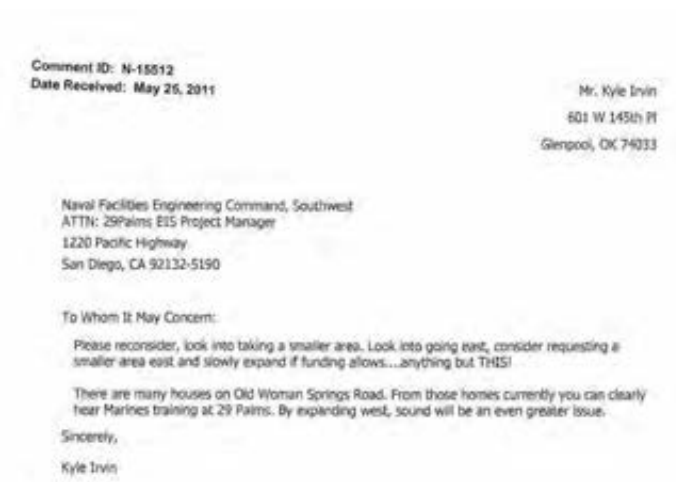 Comment ID: N-15512
Date Received: May 25, 2011
Mr. Kyle Irvin
601 W 145th Pl
Glenpool, OK 74033
Naval Facilities Engineering Command, Southwest
ATTN: 29Palms EIS Project Manager
1220 Pacific Highway
San Diego, CA 92132-5190
To Whom It May Concern:
Please reconsider, look into taking a smaller area. Look into going east, consider requesting a
smaller area east and slowly expand if funding allows....anything but THIS!
There are many houses on Old Woman Springs Road. From those homes currently you can clearly
hear Marines training at 29 Palms. By expanding west, sound will be an even greater issue.
Sincerely,
Kyle Irvin